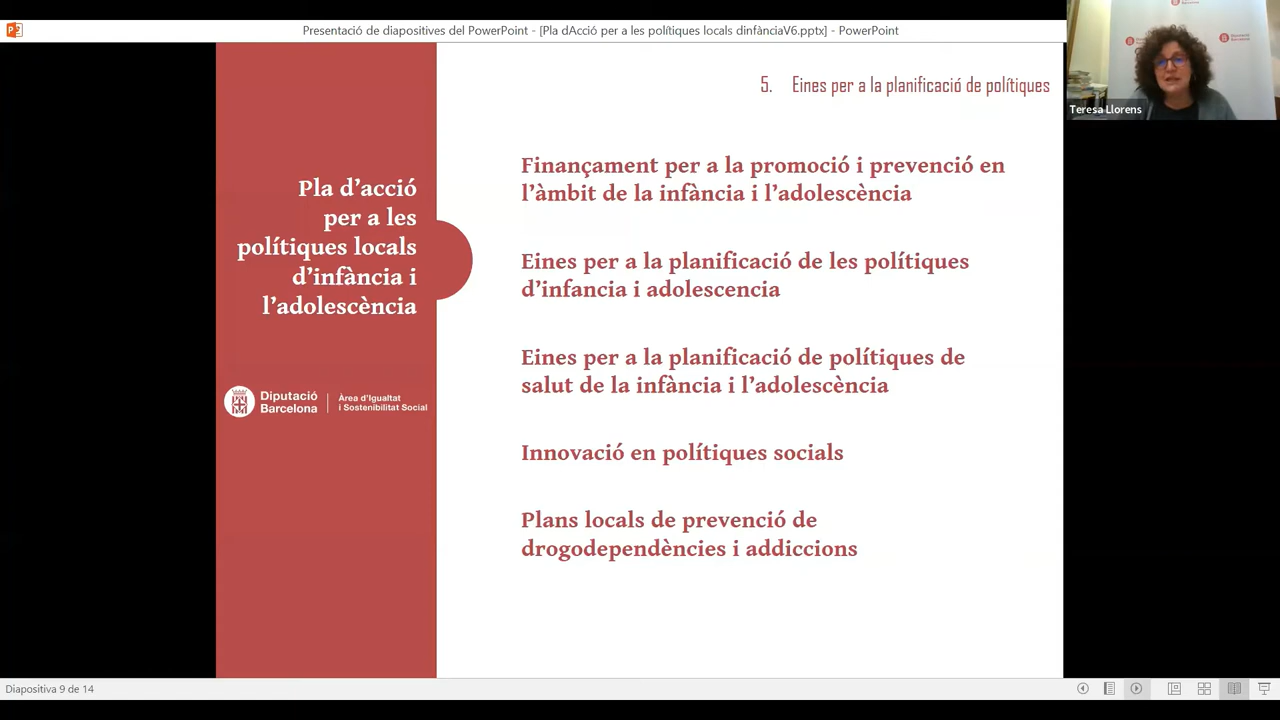 Presentació de diapositives del PowerPoint - [Pla dAcció per a les polítiques locals dinfànciaV6.pptx] - PowerPoint
5. Eines per a la planificació de polítiques
Teresa Llorens
Pla d’acció
per a les
polítiques locals
d’infància i
l’adolescència
Diputació
Barcelona
Àrea d'Igualtat
i Sostenibilitat Social
Finançament per a la promoció i prevenció en
l’àmbit de la infància i l’adolescència
Eines per a la planificació de les polítiques
d’infancia i adolescencia
Eines per a la planificació de polítiques de
salut de la infància i l’adolescència
Innovació en polítiques socials
Plans locals de prevenció de
drogodependències i addiccions
Diapositiva 9 de 14